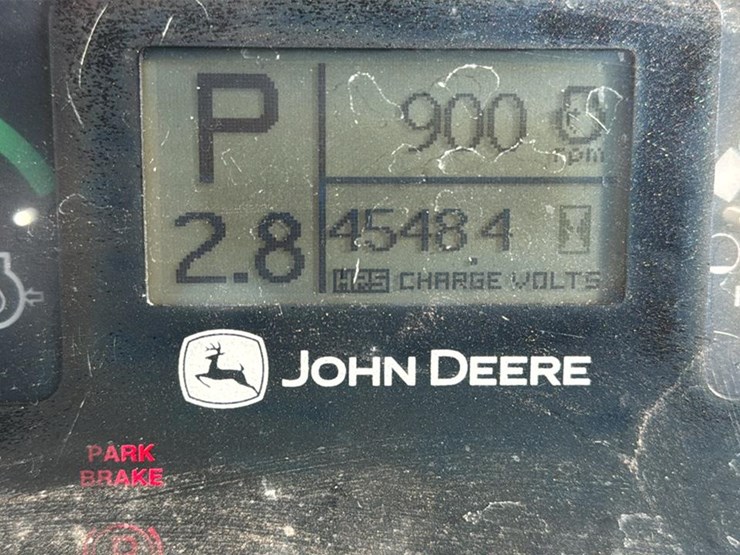 P
900
rpm
2.8
4548.4
HRS CHARGE VOLTS
JOHN DEERE
PARK
BRAKE